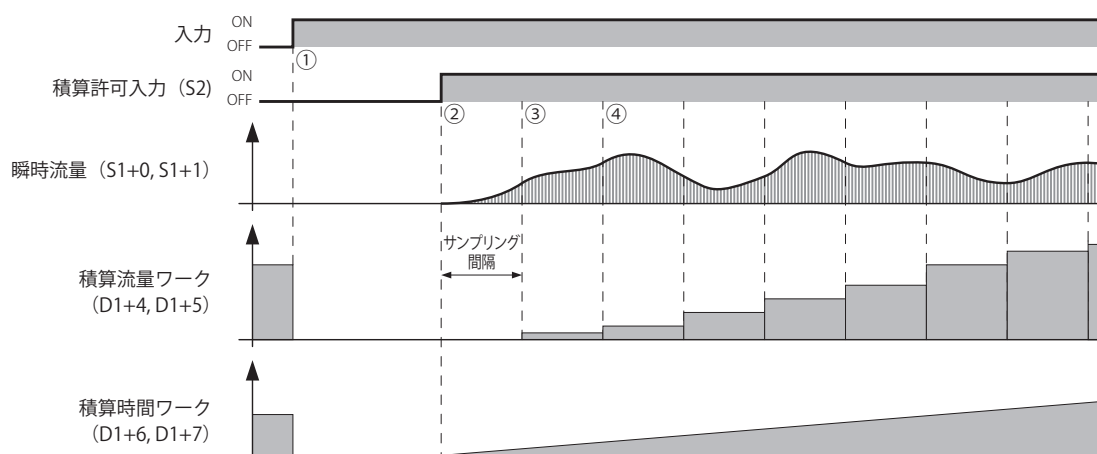 ON
入力
OFF
①
ON
積算許可入力（S2)
OFF
② ③ ④
瞬時流量（S1+0, S1+1）
サンプリング
間隔
積算流量ワーク
（D1+4, D1+5）
積算時間ワーク
（D1+6, D1+7）